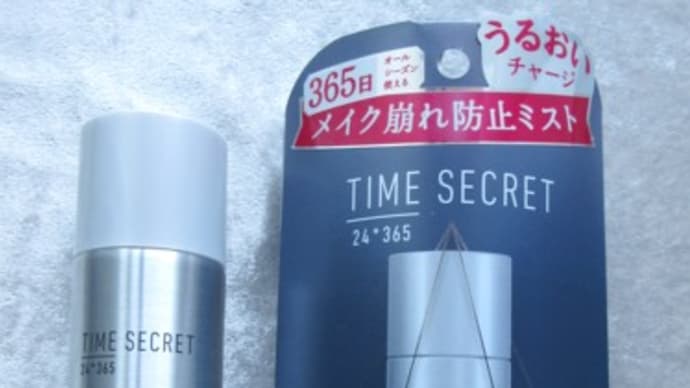 365日
オール
シーズン
使える
うるおい
チャージ
メイク崩れ防止ミスト
TIME SECRET
24*365
TIME SECRET
24*365